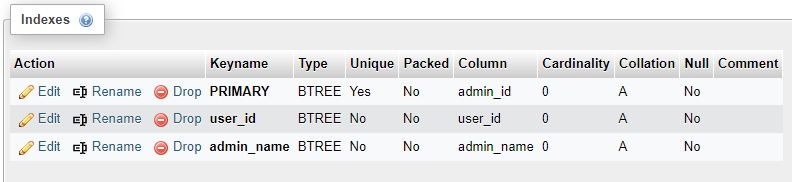 Indexes
Action Keyname Type Unique Packed Column Cardinality Collation Null Comment
Edit Rename Drop PRIMARY BTREE Yes No admin_id 0 A No
Edit Rename Drop user_id BTREE No No user_id 0 A No
Edit Rename Drop admin_name BTREE No No admin_name 0 A No